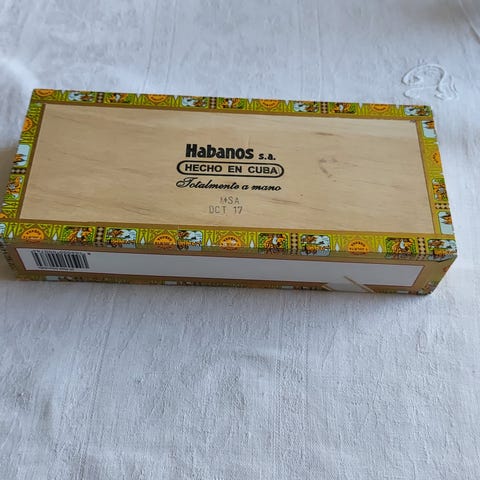 Habanos s.a.
HECHO EN CUBA
Totalmente a mano
MSA
OCT 17